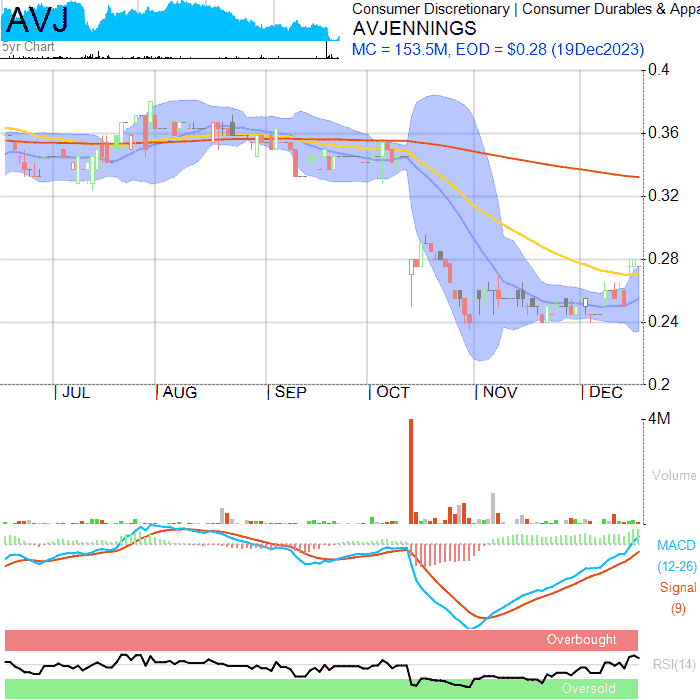 AVJ
5yr Chart
Consumer Discretionary | Consumer Durables & Appa
AVJENNINGS
MC = 153.5M, EOD = $0.28 (19Dec2023)
0.4
0.36
0.32
0.28
0.24
0.2
JUL AUG SEP OCT NOV DEC
4M
Volume
MACD
(12-26)
Signal
(9)
Overbought
RSI(14)
Oversold